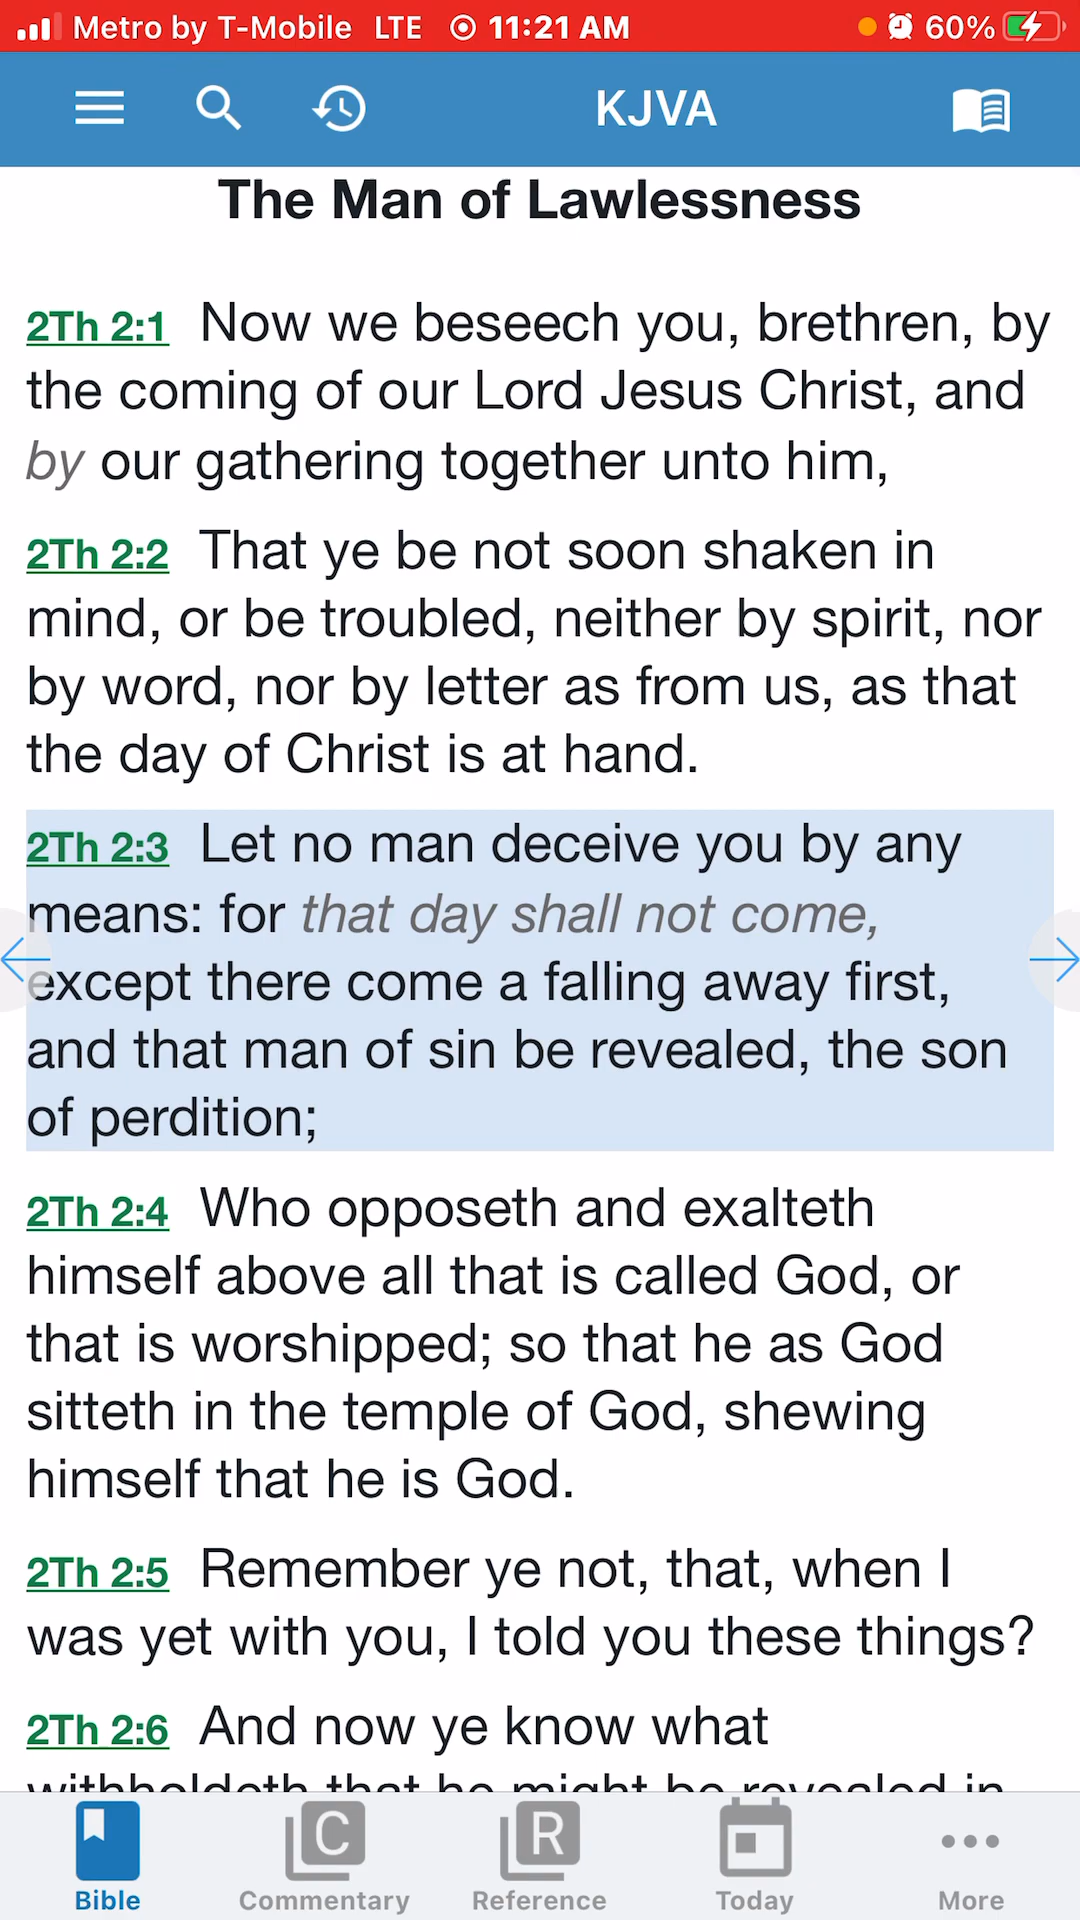 Metro by T-Mobile LTE 11:21 AM 60%
KJVA
The Man of Lawlessness
2Th 2:1 Now we beseech you, brethren, by
the coming of our Lord Jesus Christ, and
by our gathering together unto him,
2Th 2:2 That ye be not soon shaken in
mind, or be troubled, neither by spirit, nor
by word, nor by letter as from us, as that
the day of Christ is at hand.
2Th 2:3 Let no man deceive you by any
means: for that day shall not come,
except there come a falling away first,
and that man of sin be revealed, the son
of perdition;
2Th 2:4 Who opposeth and exalteth
himself above all that is called God, or
that is worshipped; so that he as God
sitteth in the temple of God, shewing
himself that he is God.
2Th 2:5 Remember ye not, that, when I
was yet with you, I told you these things?
2Th 2:6 And now ye know what
withholdeth that he might be revealed in
C R
Bible Commentary Reference Today More